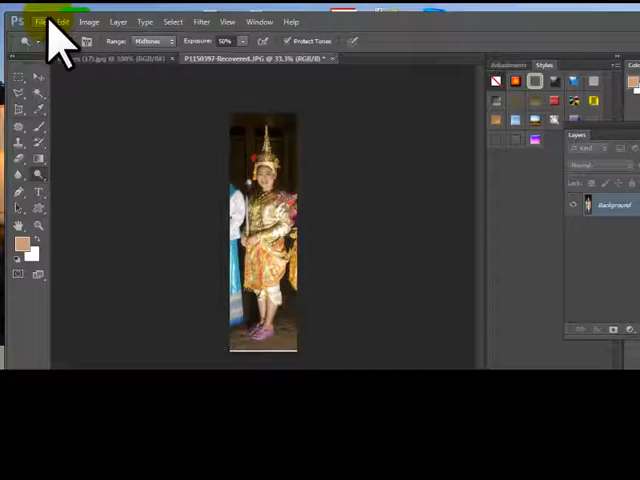 Ps File Edit Image Layer Type Select Filter View Window Help
Range: Midtones Exposure: 50% Protect Tones
(17).jpg @ 100% (RGB/8#) × P1150397-Recovered.JPG @ 33.3% (RGB/8*) * ×
Adjustments Styles
Layers
Kind
Normal
Lock:
Background